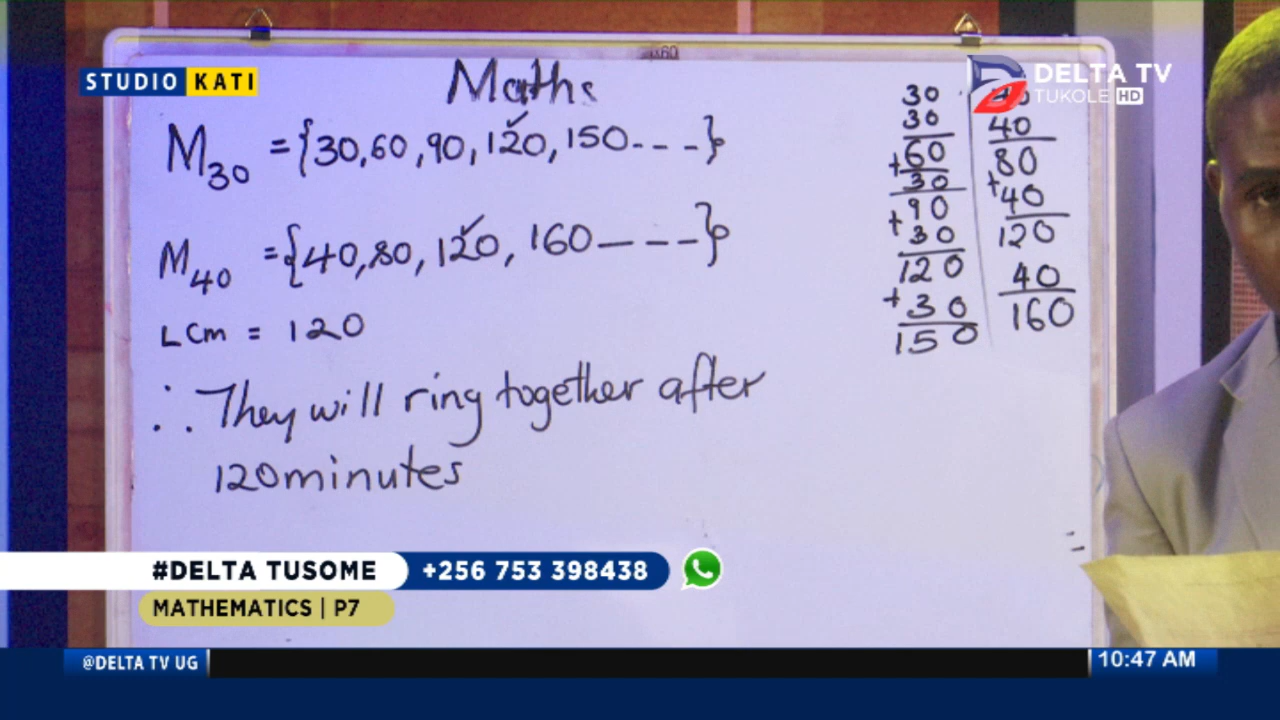 STUDIO KATI
DELTA TV
TUKOLE HD
Maths
M30 = {30,60,90,120,150---}
M40 = {40,80,120,160----}
LCm = 120
∴ They will ring together after
120minutes
30
30
+60
30
+90
30
120
+30
150
40
80
+40
120
40
160
#DELTA TUSOME +256 753 398438
MATHEMATICS | P7
@DELTA TV UG
10:47 AM